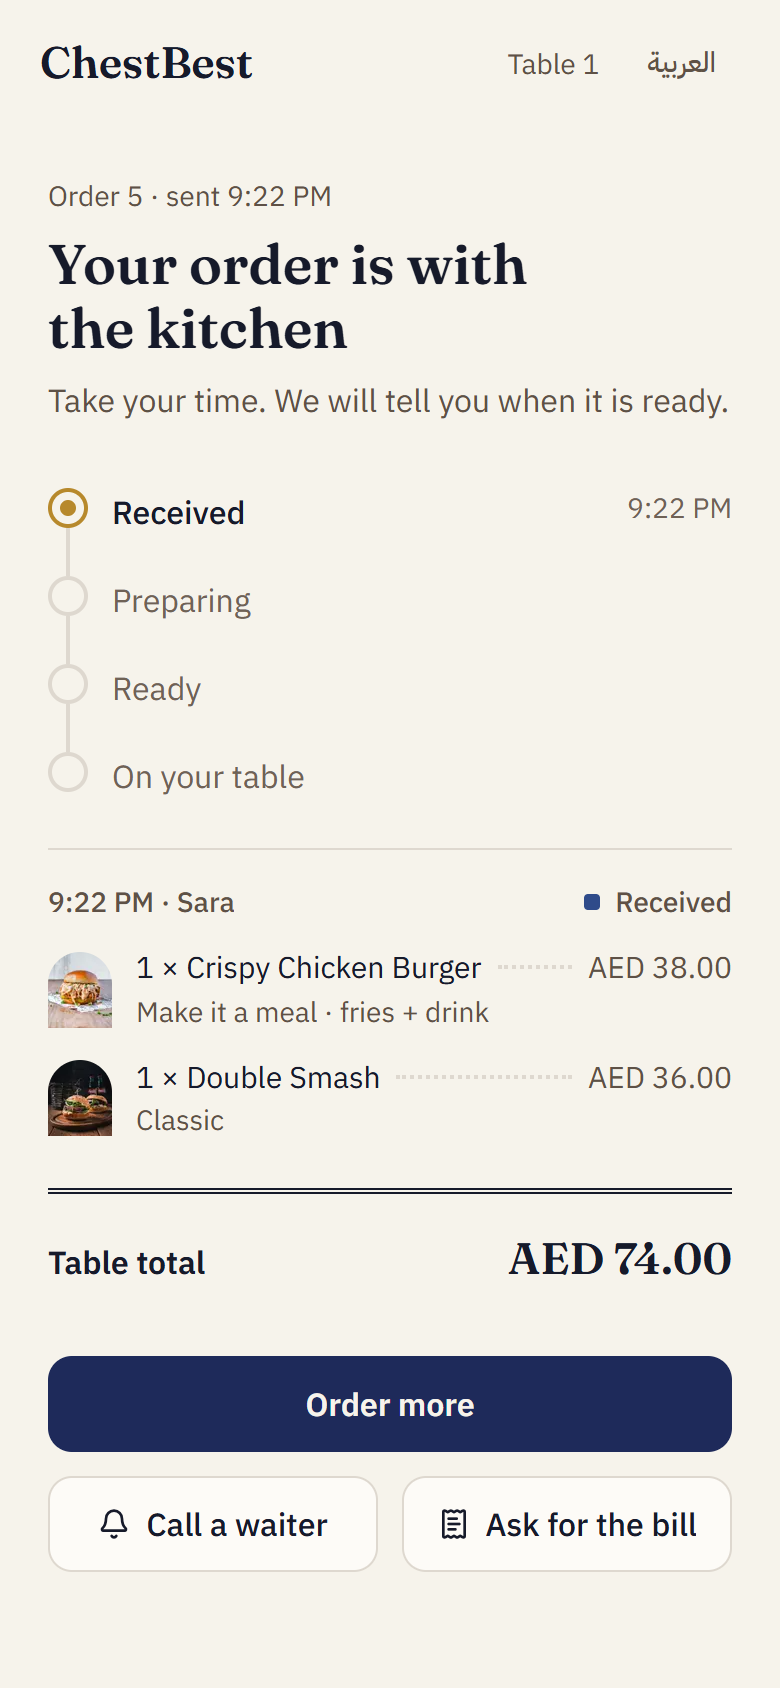 ChestBest
Table 1
العربية
Order 5 · sent 9:22 PM
Your order is with
the kitchen
Take your time. We will tell you when it is ready.
Received
9:22 PM
Preparing
Ready
On your table
9:22 PM · Sara
Received
1 × Crispy Chicken Burger
AED 38.00
Make it a meal · fries + drink
1 × Double Smash
AED 36.00
Classic
Table total
AED 74.00
Order more
Call a waiter
Ask for the bill